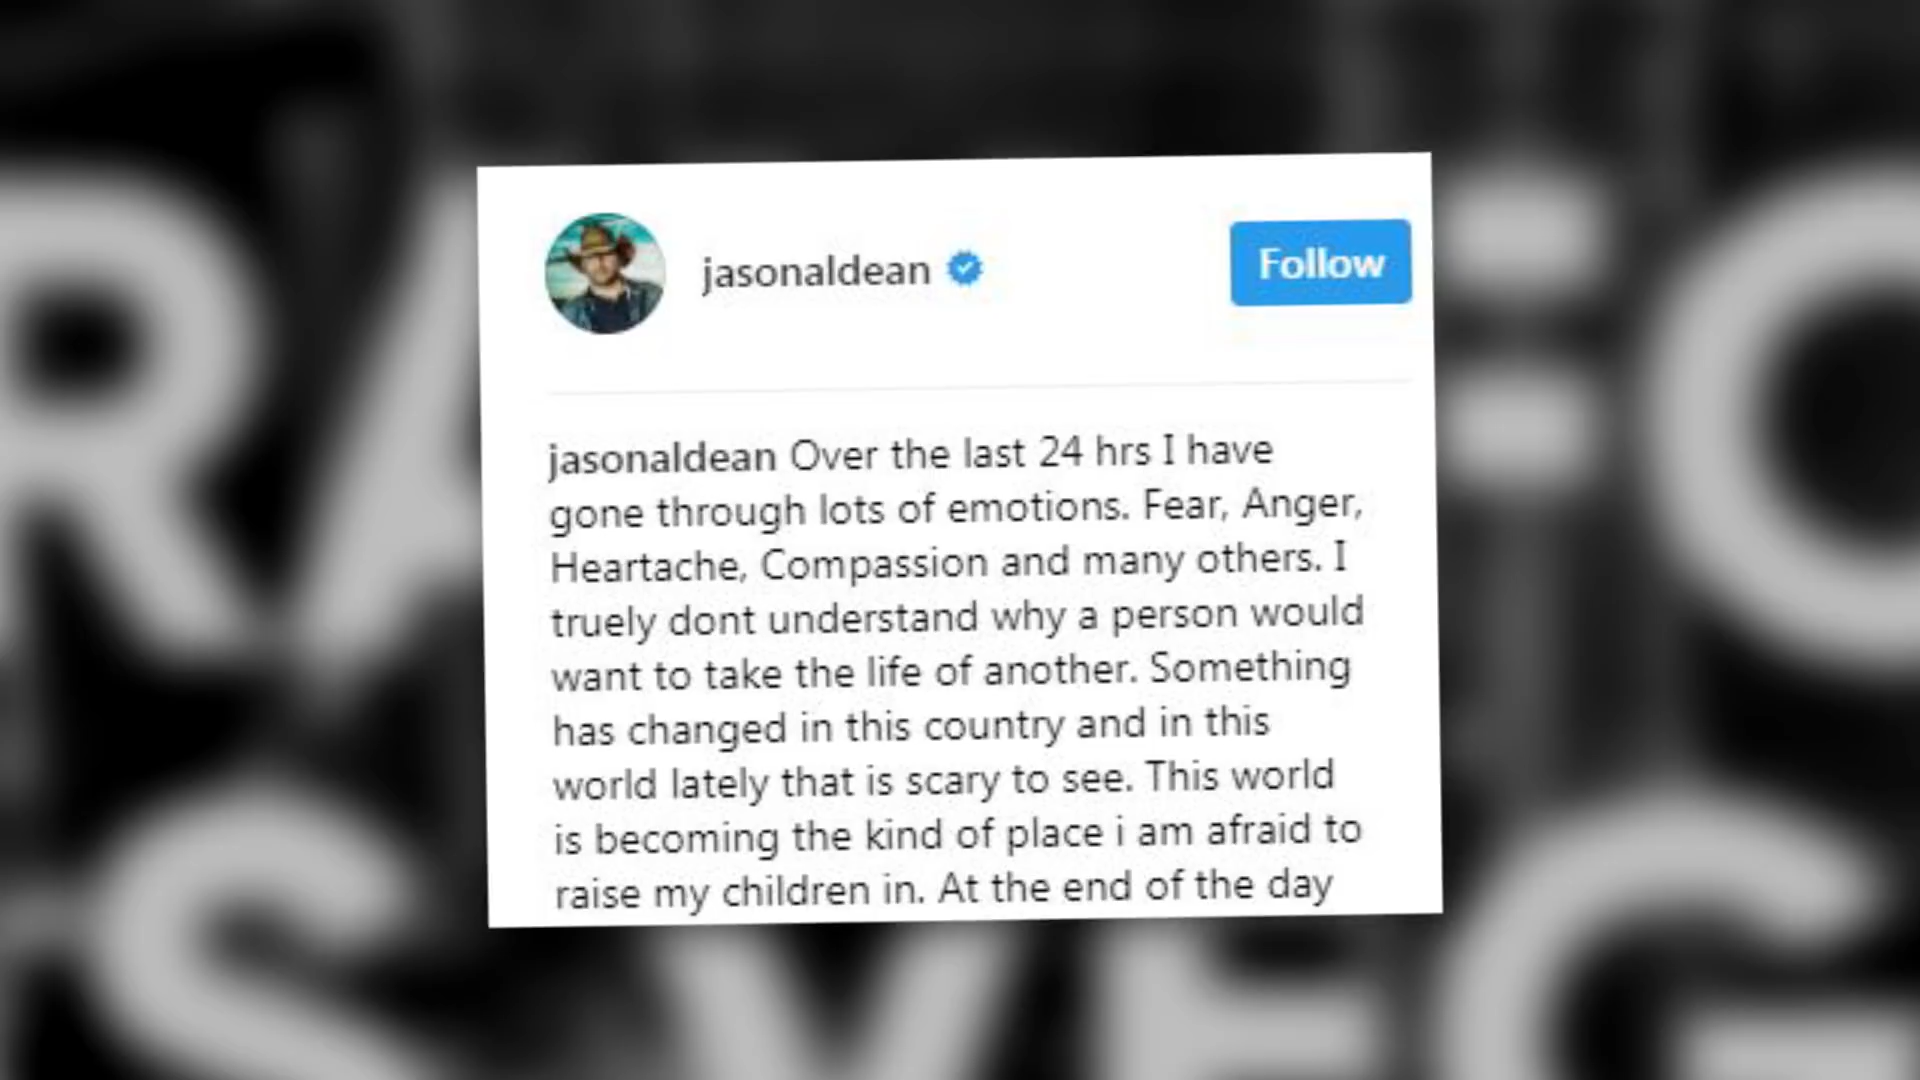 jasonaldean
Follow
jasonaldean Over the last 24 hrs I have
gone through lots of emotions. Fear, Anger,
Heartache, Compassion and many others. I
truely dont understand why a person would
want to take the life of another. Something
has changed in this country and in this
world lately that is scary to see. This world
is becoming the kind of place i am afraid to
raise my children in. At the end of the day